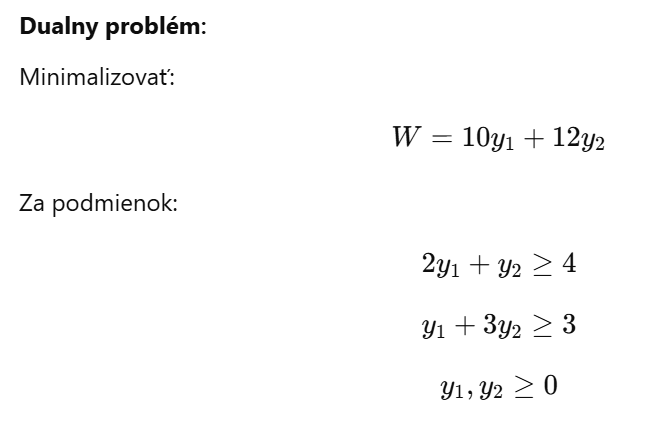 Dualny problém:
Minimalizovať:
W = 10y₁ + 12y₂
Za podmienok:
2y₁ + y₂ ≥ 4
y₁ + 3y₂ ≥ 3
y₁, y₂ ≥ 0